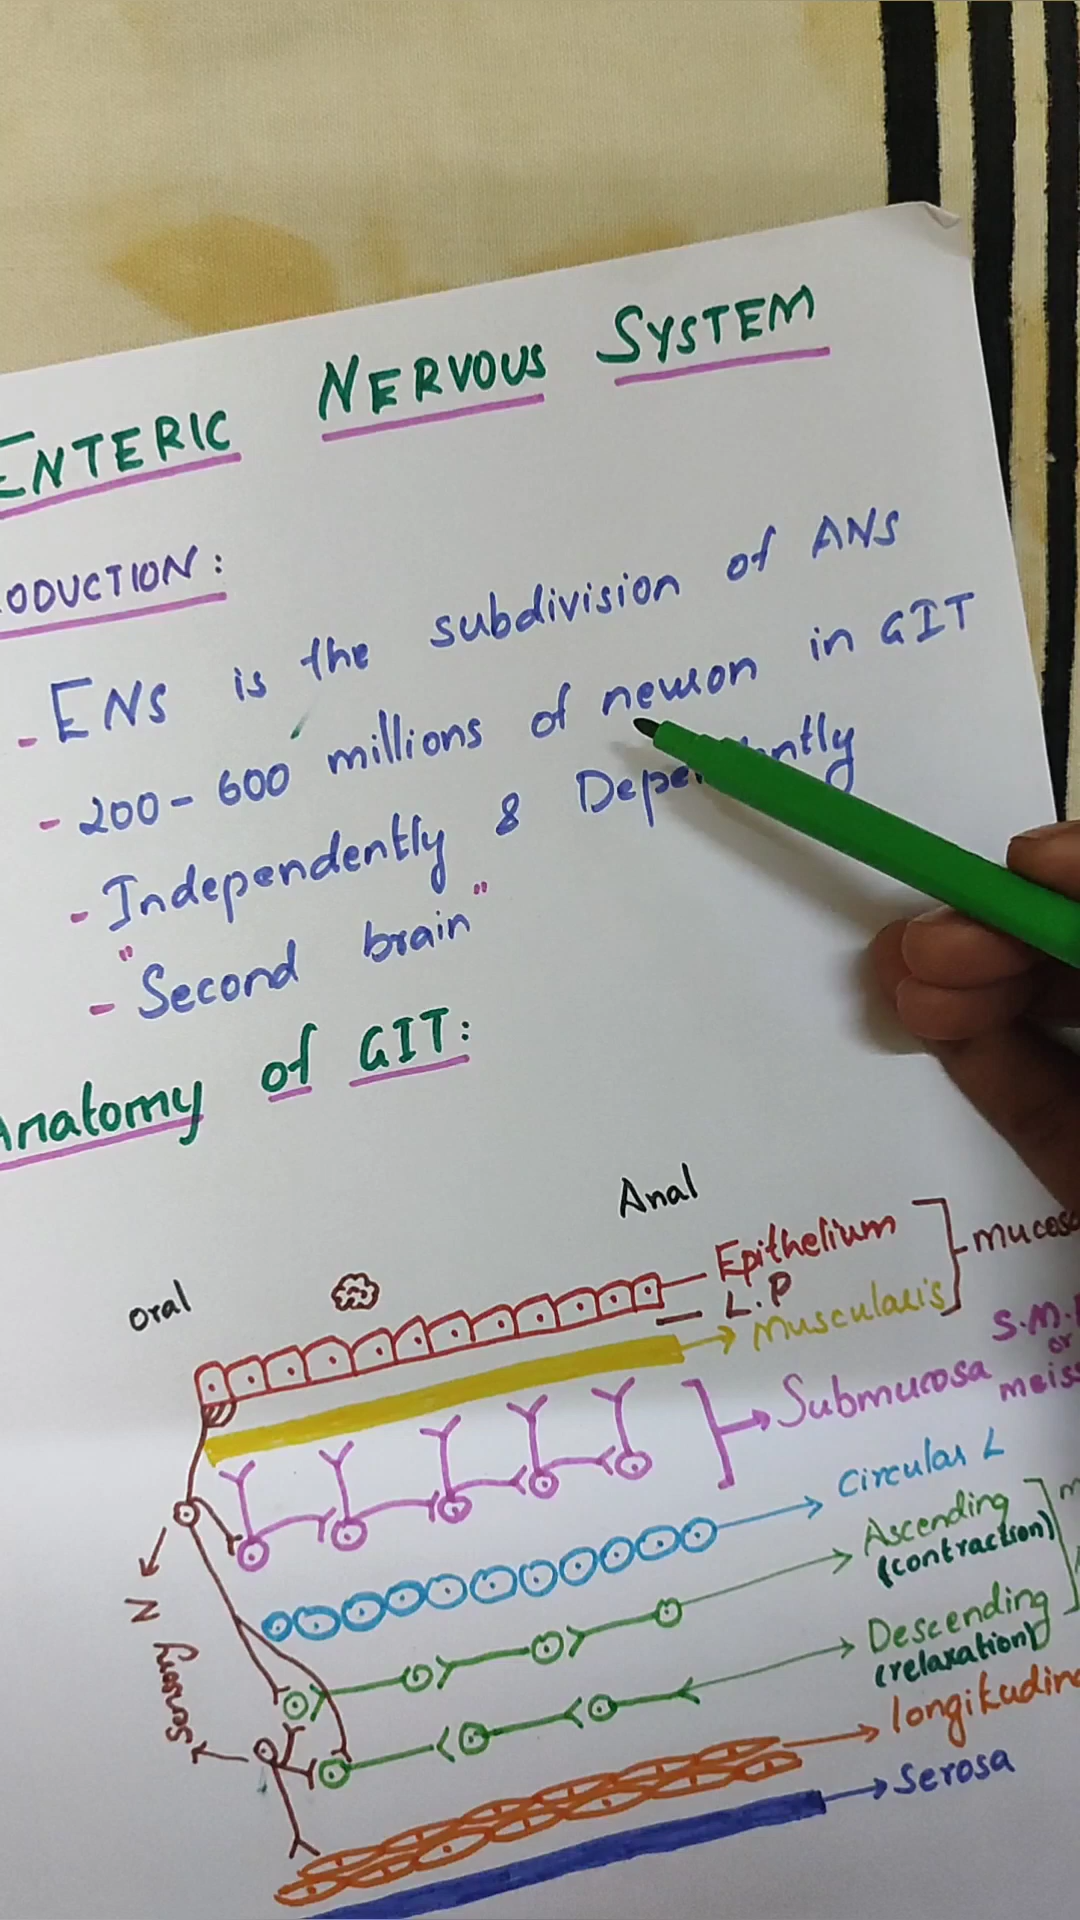 ENTERIC NERVOUS SYSTEM
ODUCTION:
- ENS is the subdivision of ANS
- 200-600 millions of neuron in GIT
- Independently & Dependently
- "Second brain"
Anatomy of GIT:
Anal
oral
Epithelium
mucosa
L.P
Muscularis
Submucosa
S.M.
or
meiss
Circular L
Ascending
(contraction)
Descending
(relaxation)
N
Sensory
longitudin
Serosa